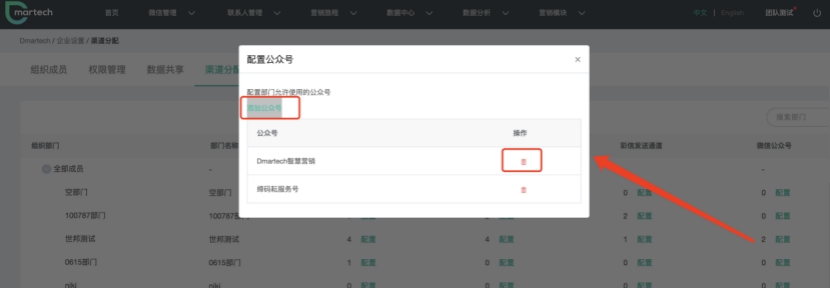 martech 首页 微信管理 联系人管理 营销旅程 数据中心 数据分析 营销模块 中文 | English 团队测试
Dmartech / 企业设置 / 渠道分配
组织成员 权限管理 数据共享 渠道分配
配置公众号 ×
配置部门允许使用的公众号
添加公众号
搜索部门
公众号 操作
组织部门 部门名称 彩信发送通道 微信公众号
Dmartech智慧营销
全部成员 - -
空部门 空部门 0 配置 0 配置
蜂码耘服务号
100787部门 100787部门 2 配置 0 配置
世邦测试 世邦测试 4 配置 4 配置 1 配置 2 配置
0615部门 0615部门 1 配置 0 配置 0 配置 0 配置
niki niki 0 配置 0 配置 0 配置 0 配置